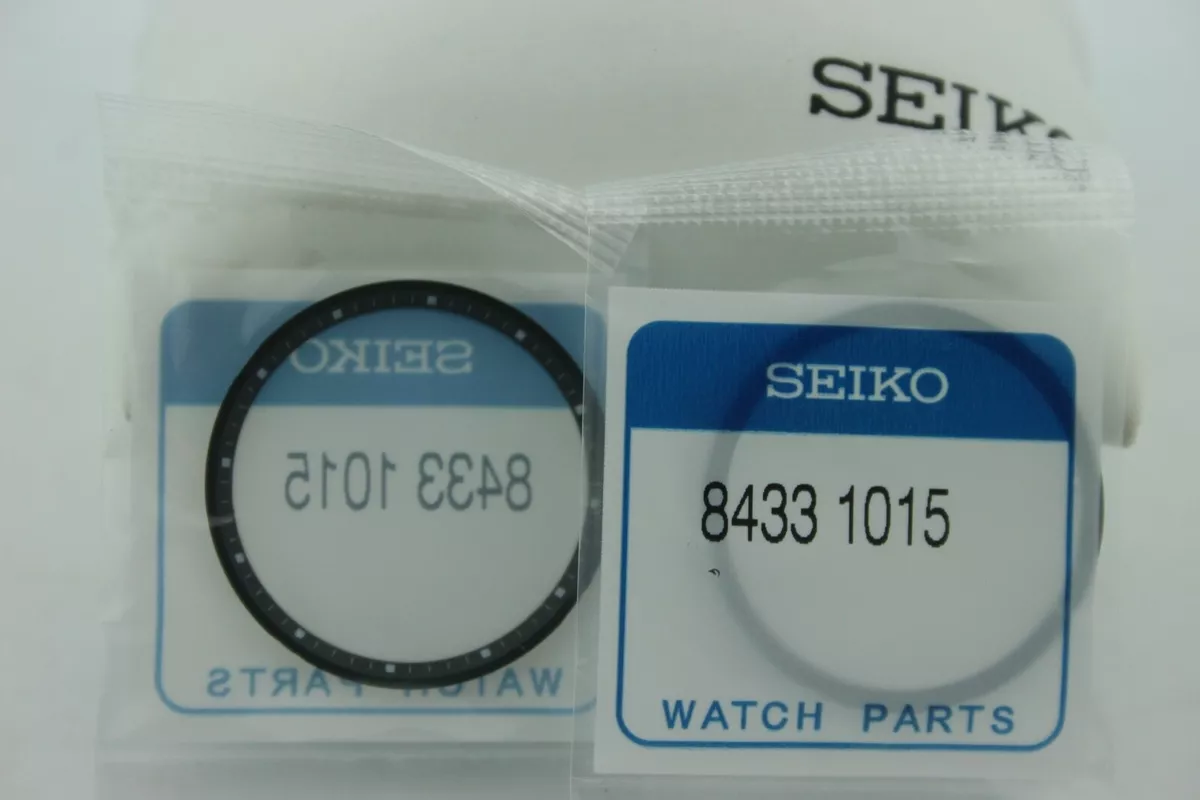 SEIKO
SEIKO
8433 1015
WATCH PARTS
SEIKO
8433 1015
WATCH PARTS